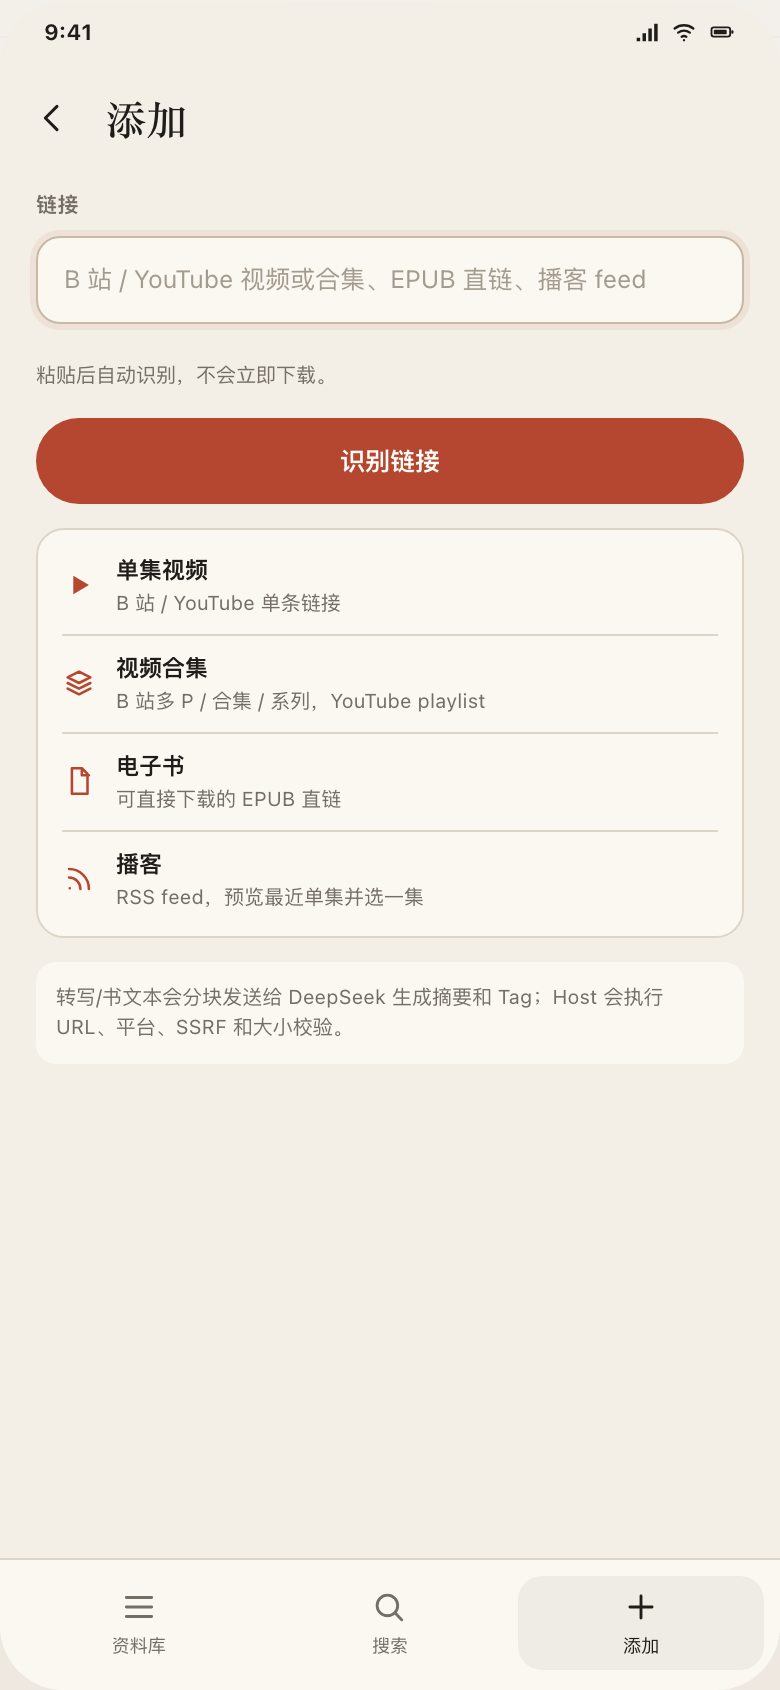 9:41
添加
链接
B 站 / YouTube 视频或合集、EPUB 直链、播客 feed
粘贴后自动识别，不会立即下载。
识别链接
单集视频
B 站 / YouTube 单条链接
视频合集
B 站多 P / 合集 / 系列，YouTube playlist
电子书
可直接下载的 EPUB 直链
播客
RSS feed，预览最近单集并选一集
转写/书文本会分块发送给 DeepSeek 生成摘要和 Tag；Host 会执行
URL、平台、SSRF 和大小校验。
资料库
搜索
添加